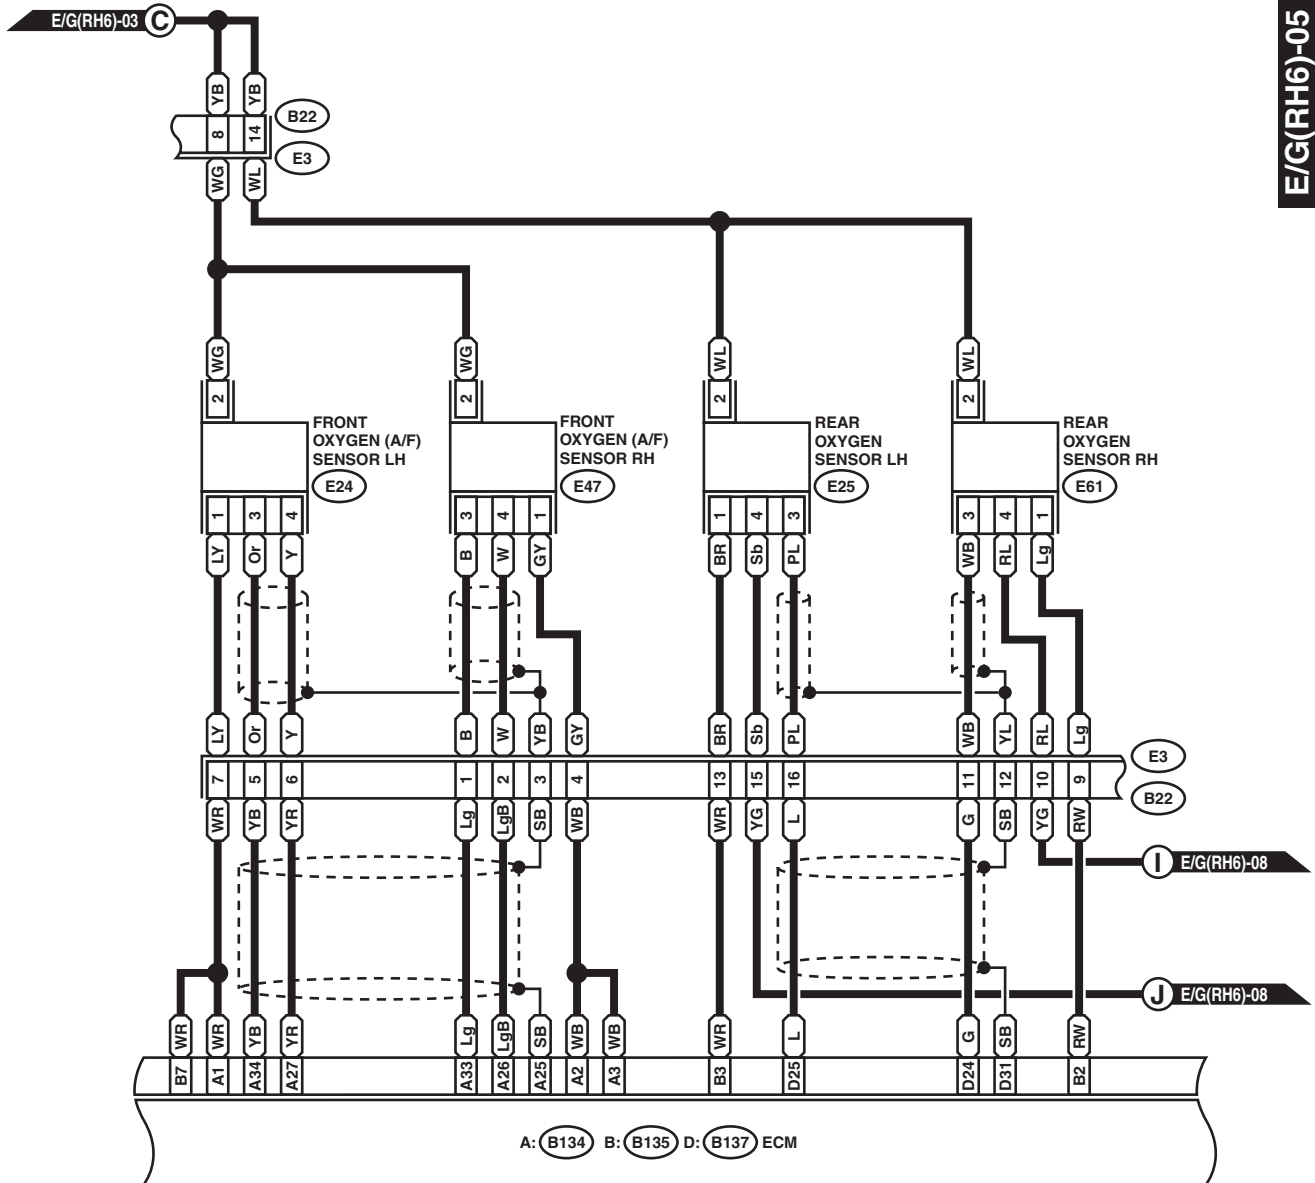 E/G(RH6)-03 C
E/G(RH6)-05
YB YB
8 14 B22
E3
WG WL
WG WG WL WL
2 2 2 2
FRONT
OXYGEN (A/F)
SENSOR LH
E24
FRONT
OXYGEN (A/F)
SENSOR RH
E47
REAR
OXYGEN
SENSOR LH
E25
REAR
OXYGEN
SENSOR RH
E61
1 3 4 3 4 1 1 4 3 3 4 1
LY Or Y B W GY BR Sb PL WB RL Lg
LY Or Y B W YB GY BR Sb PL WB YL RL Lg
E3
7 5 6 1 2 3 4 13 15 16 11 12 10 9
B22
WR YB YR Lg LgB SB WB WR YG L G SB YG RW
I E/G(RH6)-08
J E/G(RH6)-08
WR WR YB YR Lg LgB SB WB WB WR L G SB RW
B7 A1 A34 A27 A33 A26 A25 A2 A3 B3 D25 D24 D31 B2
A: B134 B: B135 D: B137 ECM